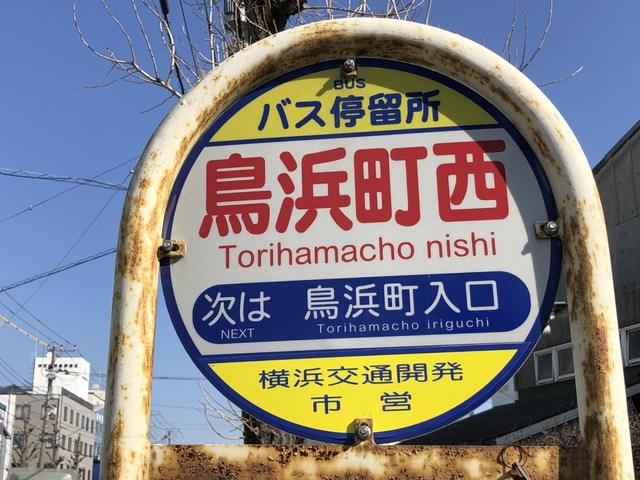 BUS
バス停留所
鳥浜町西
Torihamacho nishi
次は 鳥浜町入口
NEXT Torihamacho iriguchi
横浜交通開発
市 営